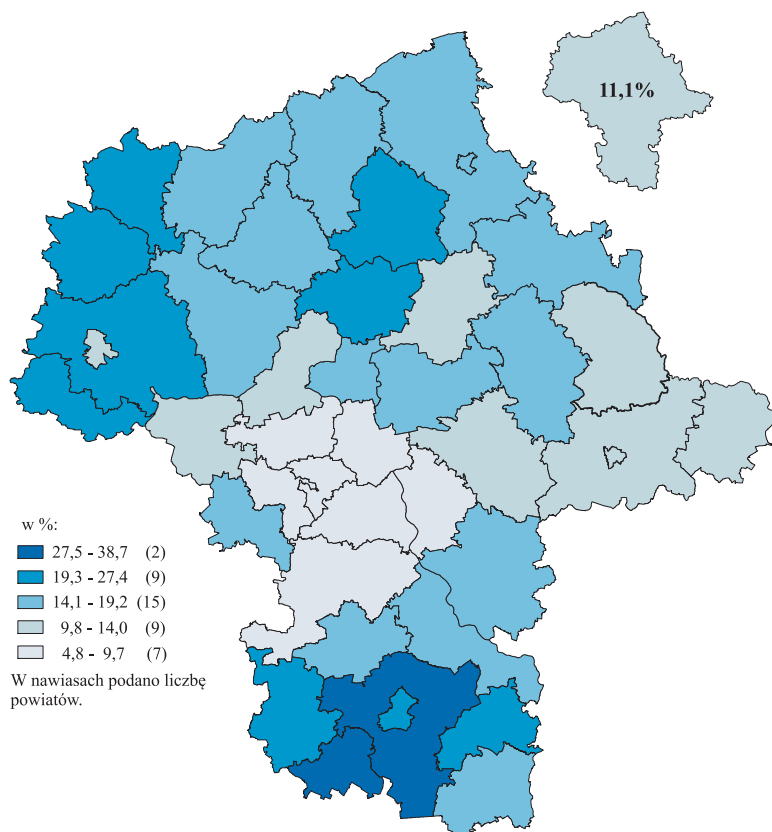 11,1%
w %:
27,5 - 38,7 (2)
19,3 - 27,4 (9)
14,1 - 19,2 (15)
9,8 - 14,0 (9)
4,8 - 9,7 (7)
W nawiasach podano liczbę
powiatów.